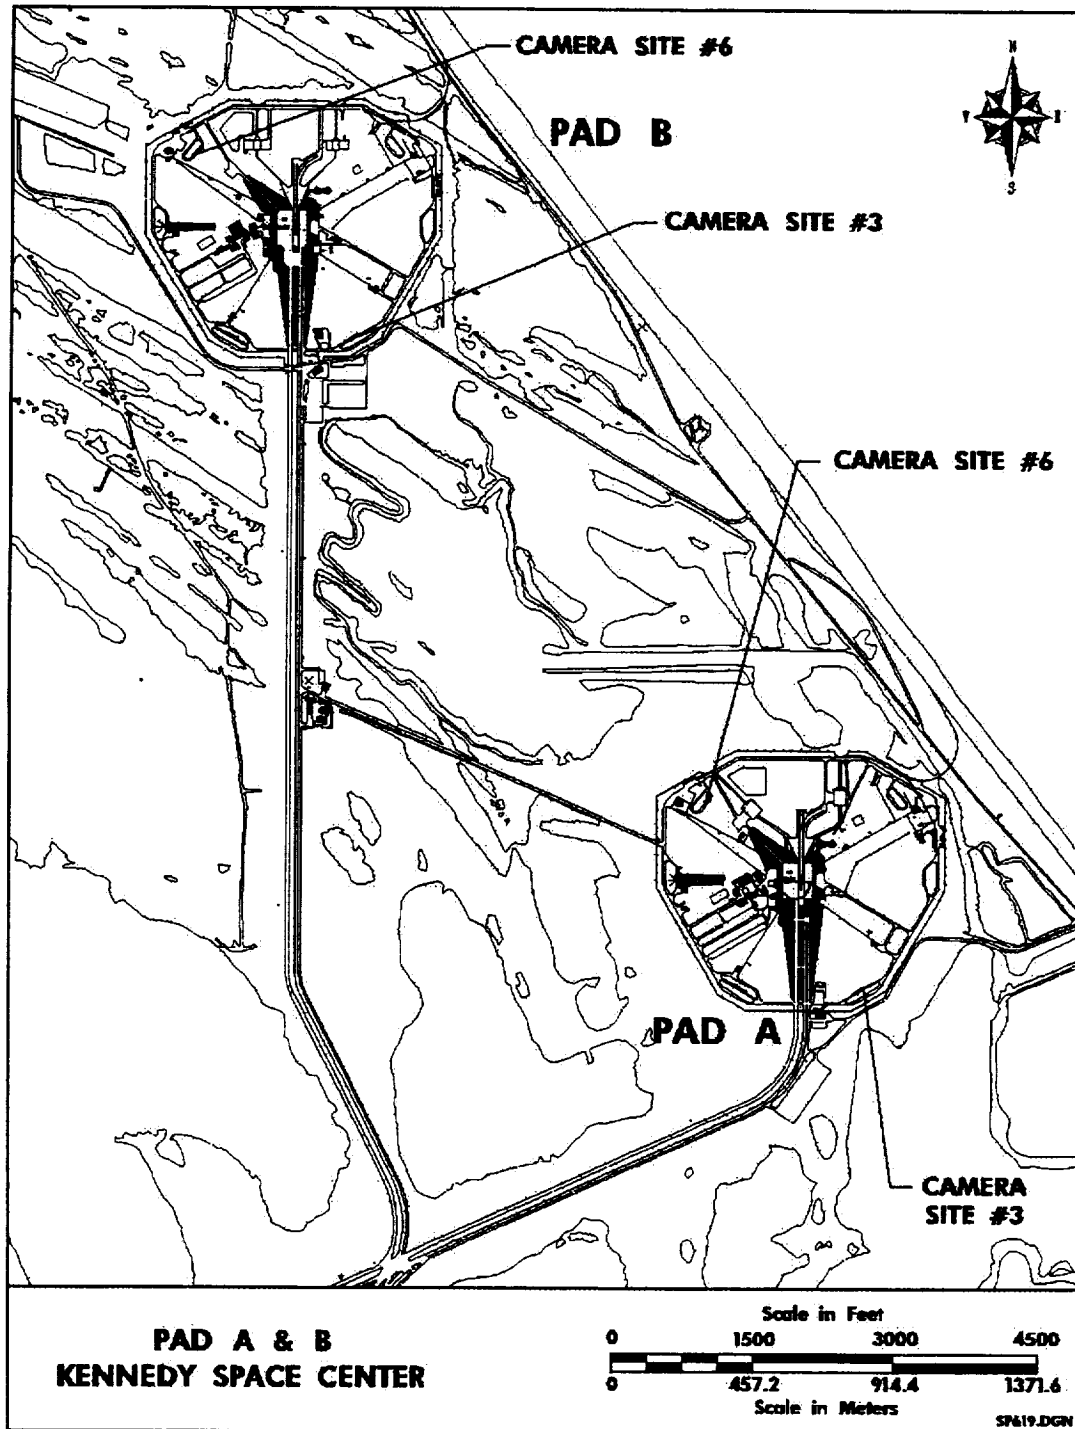 CAMERA SITE #6
N
PAD B
S
CAMERA SITE #3
CAMERA SITE #6
PAD A
CAMERA
SITE #3
PAD A & B
KENNEDY SPACE CENTER
Scale in Feet
0 1500 3000 4500
0 457.2 914.4 1371.6
Scale in Meters
SP619.DGN